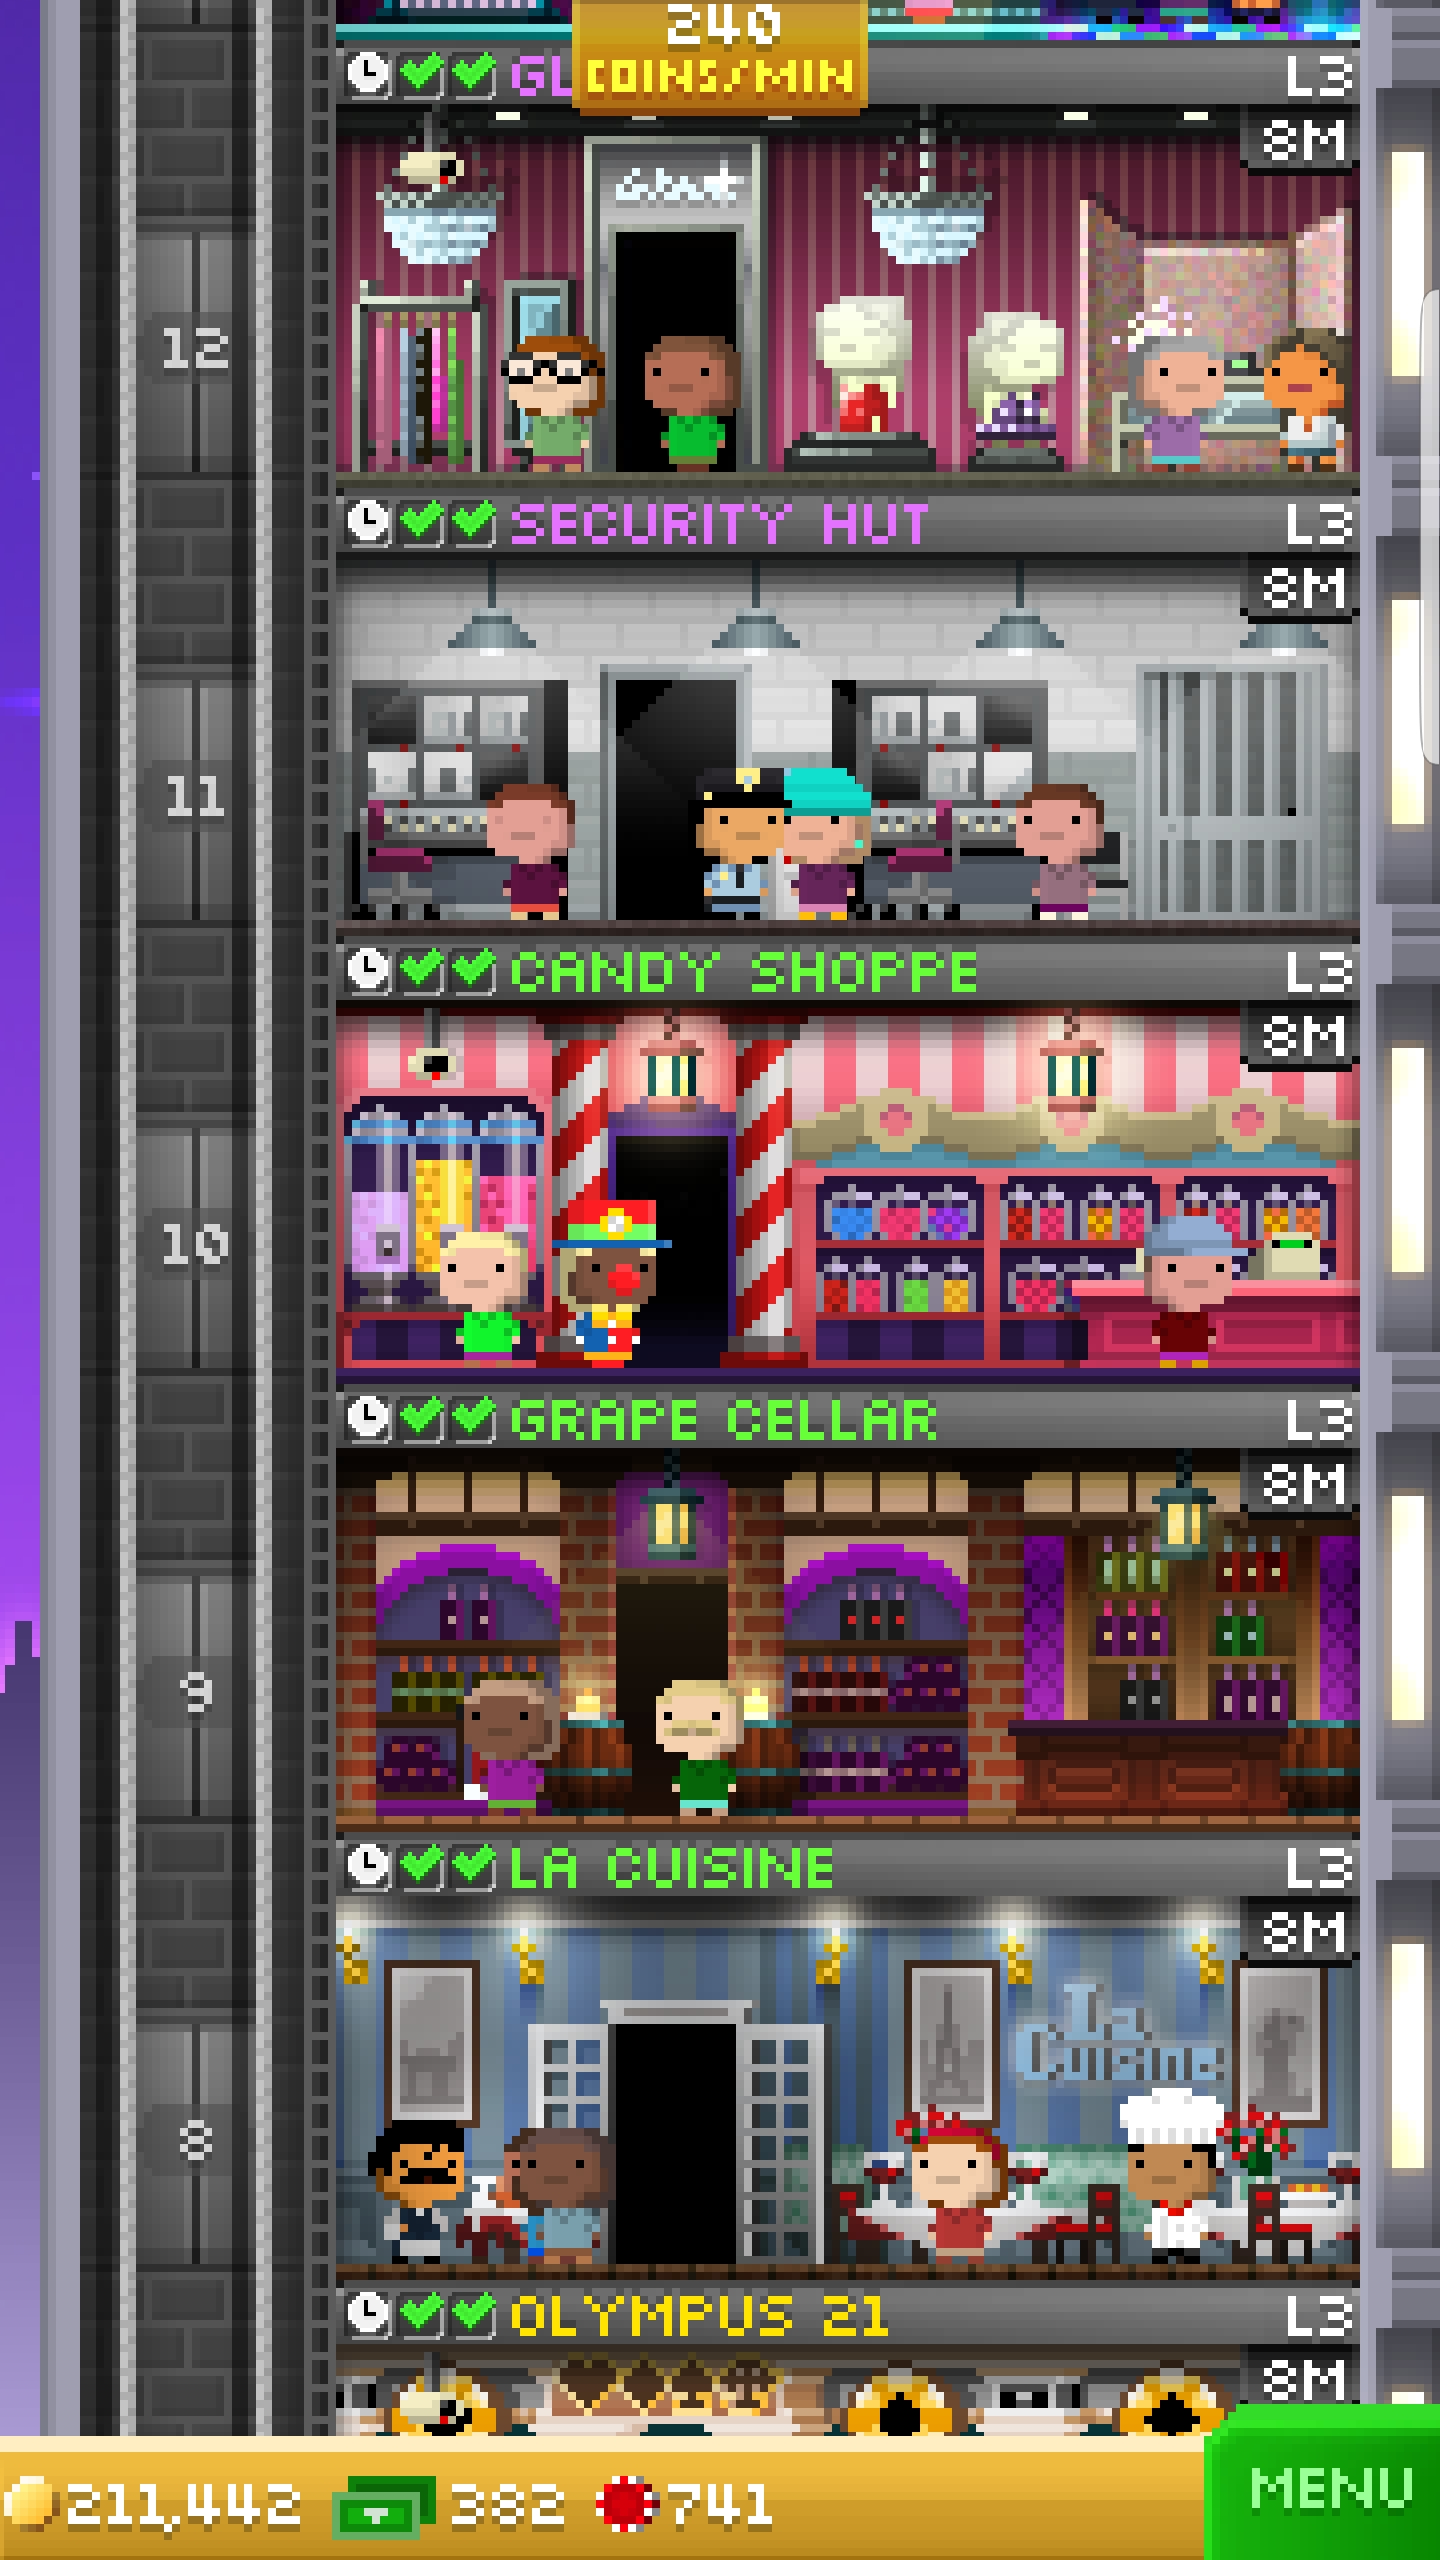 240
COINS/MIN
GL
L3
8M
12
SECURITY HUT
L3
8M
11
CANDY SHOPPE
L3
8M
10
GRAPE CELLAR
L3
8M
9
LA CUISINE
L3
8M
La
Cuisine
8
OLYMPUS 21
L3
8M
211,442 382 741
MENU